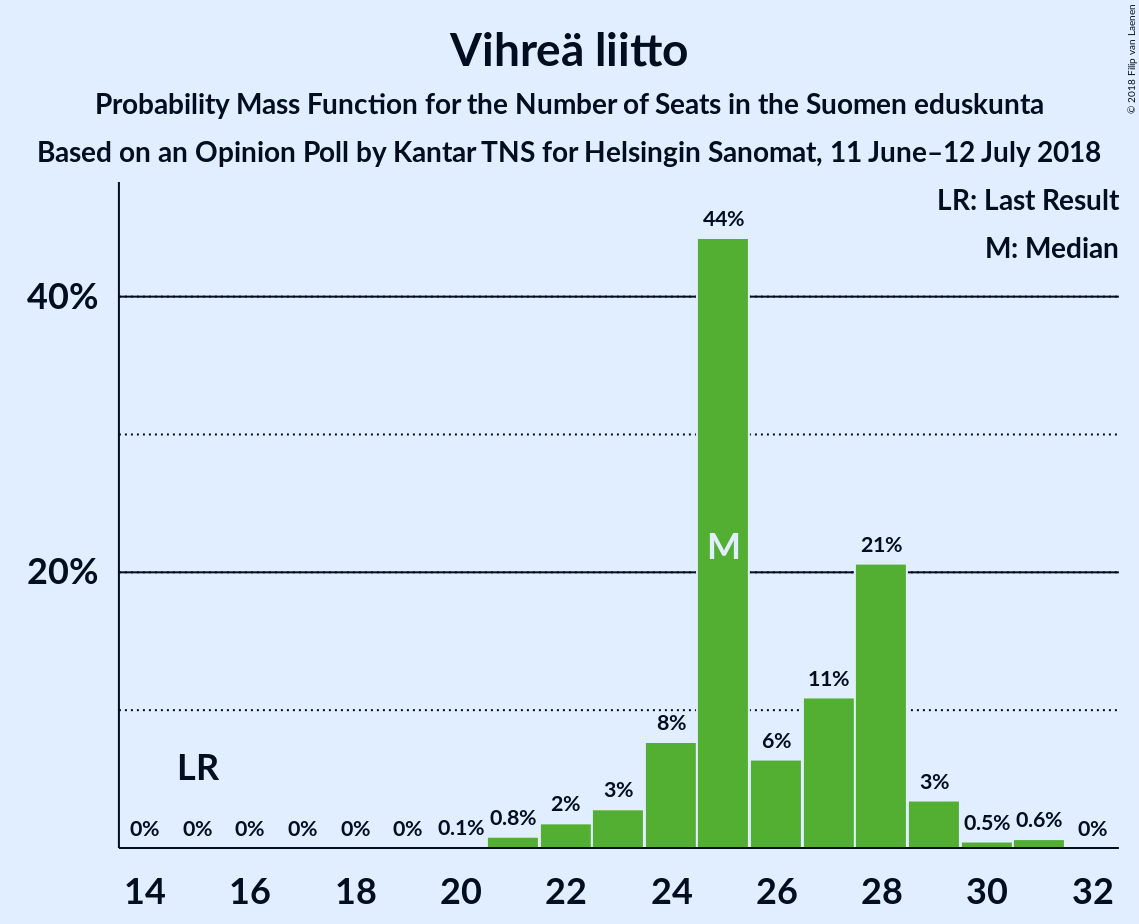 Vihreä liitto
Probability Mass Function for the Number of Seats in the Suomen eduskunta
Based on an Opinion Poll by Kantar TNS for Helsingin Sanomat, 11 June–12 July 2018
© 2018 Filip van Laenen
LR: Last Result
M: Median
44%
40%
M
21%
20%
11%
8%
6%
LR
3%
3%
2%
0% 0% 0% 0% 0% 0% 0.1% 0.8% 0.5% 0.6% 0%
14 16 18 20 22 24 26 28 30 32